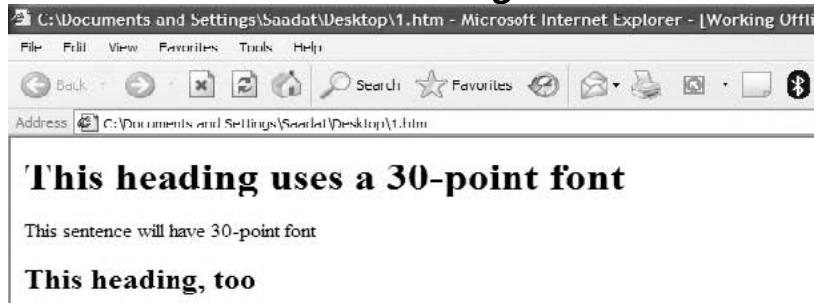 C:\Documents and Settings\Saadat\Desktop\1.htm - Microsoft Internet Explorer - [Working Offli
File Edit View Favorites Tools Help
Back Search Favorites
Address C:\Documents and Settings\Saadat\Desktop\1.htm
This heading uses a 30-point font
This sentence will have 30-point font
This heading, too